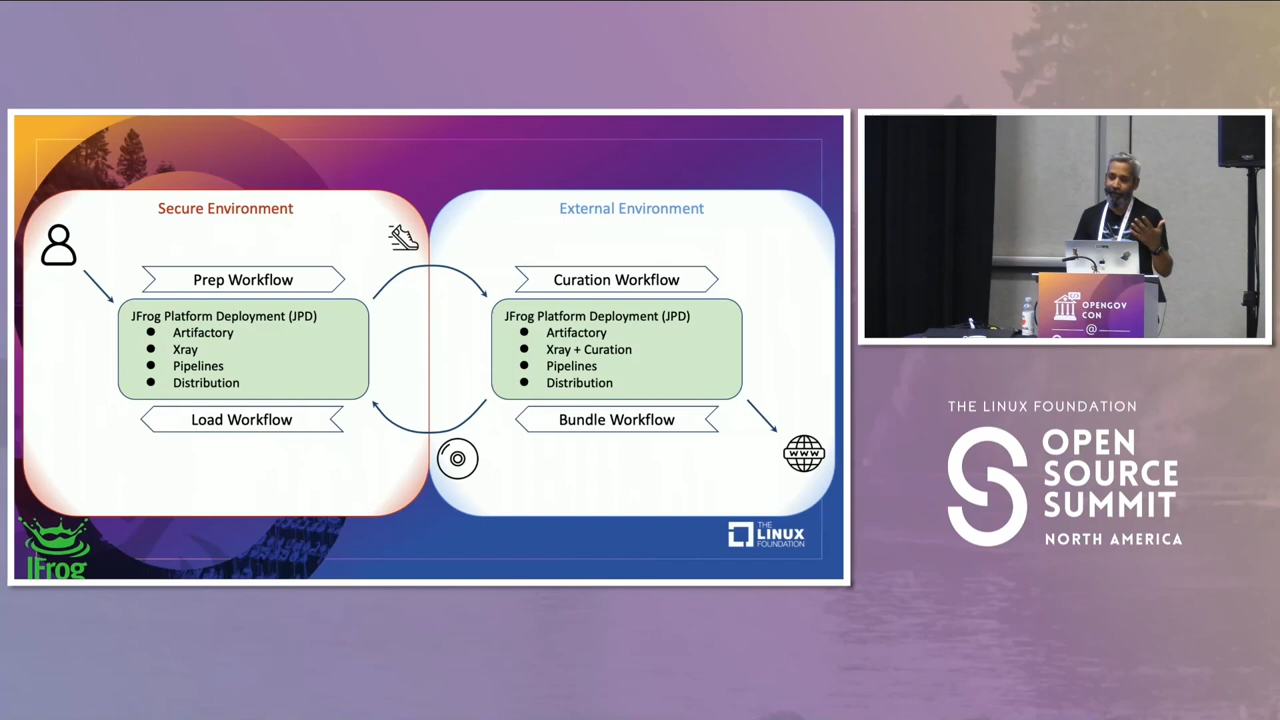 Secure Environment
External Environment
Prep Workflow
Curation Workflow
JFrog Platform Deployment (JPD)
● Artifactory
● Xray
● Pipelines
● Distribution
JFrog Platform Deployment (JPD)
● Artifactory
● Xray + Curation
● Pipelines
● Distribution
Load Workflow
Bundle Workflow
WWW
JFrog
THE
LINUX
FOUNDATION
OPENGOV
CON
@
THE LINUX FOUNDATION
OPEN
SOURCE
SUMMIT
NORTH AMERICA